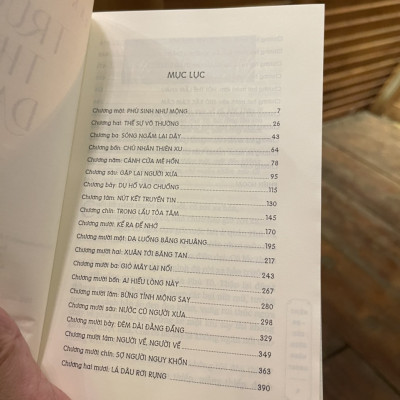 MỤC LỤC
Chương một: PHÙ SINH NHƯ MỘNG 7
Chương hai: THẾ SỰ VÔ THƯỜNG 26
Chương ba: SÓNG NGẦM LẠI DẬY 43
Chương bốn: CHỦ NHÂN THIÊN XU 64
Chương năm: CÁNH CỬA MÊ HỒN 78
Chương sáu: GẶP LẠI NGƯỜI XƯA 95
Chương bảy: DỤ HỔ VÀO CHUỒNG 115
Chương tám: NÚT KẾT TRUYỀN TIN 130
Chương chín: TRONG LẦU TỎA TÂM 145
Chương mười: KẺ RA ĐỂ NHỚ 170
Chương mười một: DẠ LUỐNG BÂNG KHUÂNG 195
Chương mười hai: XUÂN TỚI BĂNG TAN 217
Chương mười ba: GIÓ MÂY LẠI NỔI 243
Chương mười bốn: AI HIỂU LÒNG NÀY 267
Chương mười lăm: BỪNG TỈNH MỘNG SAY 280
Chương mười sáu: NƯỚC CŨ NGƯỜI XƯA 298
Chương mười bảy: ĐÊM DÀI ĐẰNG ĐẴNG 329
Chương mười tám: NGƯỜI VỀ, NGƯỜI VỀ 349
Chương mười chín: SỢ NGƯỜI NGUY KHỐN 363
Chương hai mươi: LÁ DÂU RƠI RỤNG 390